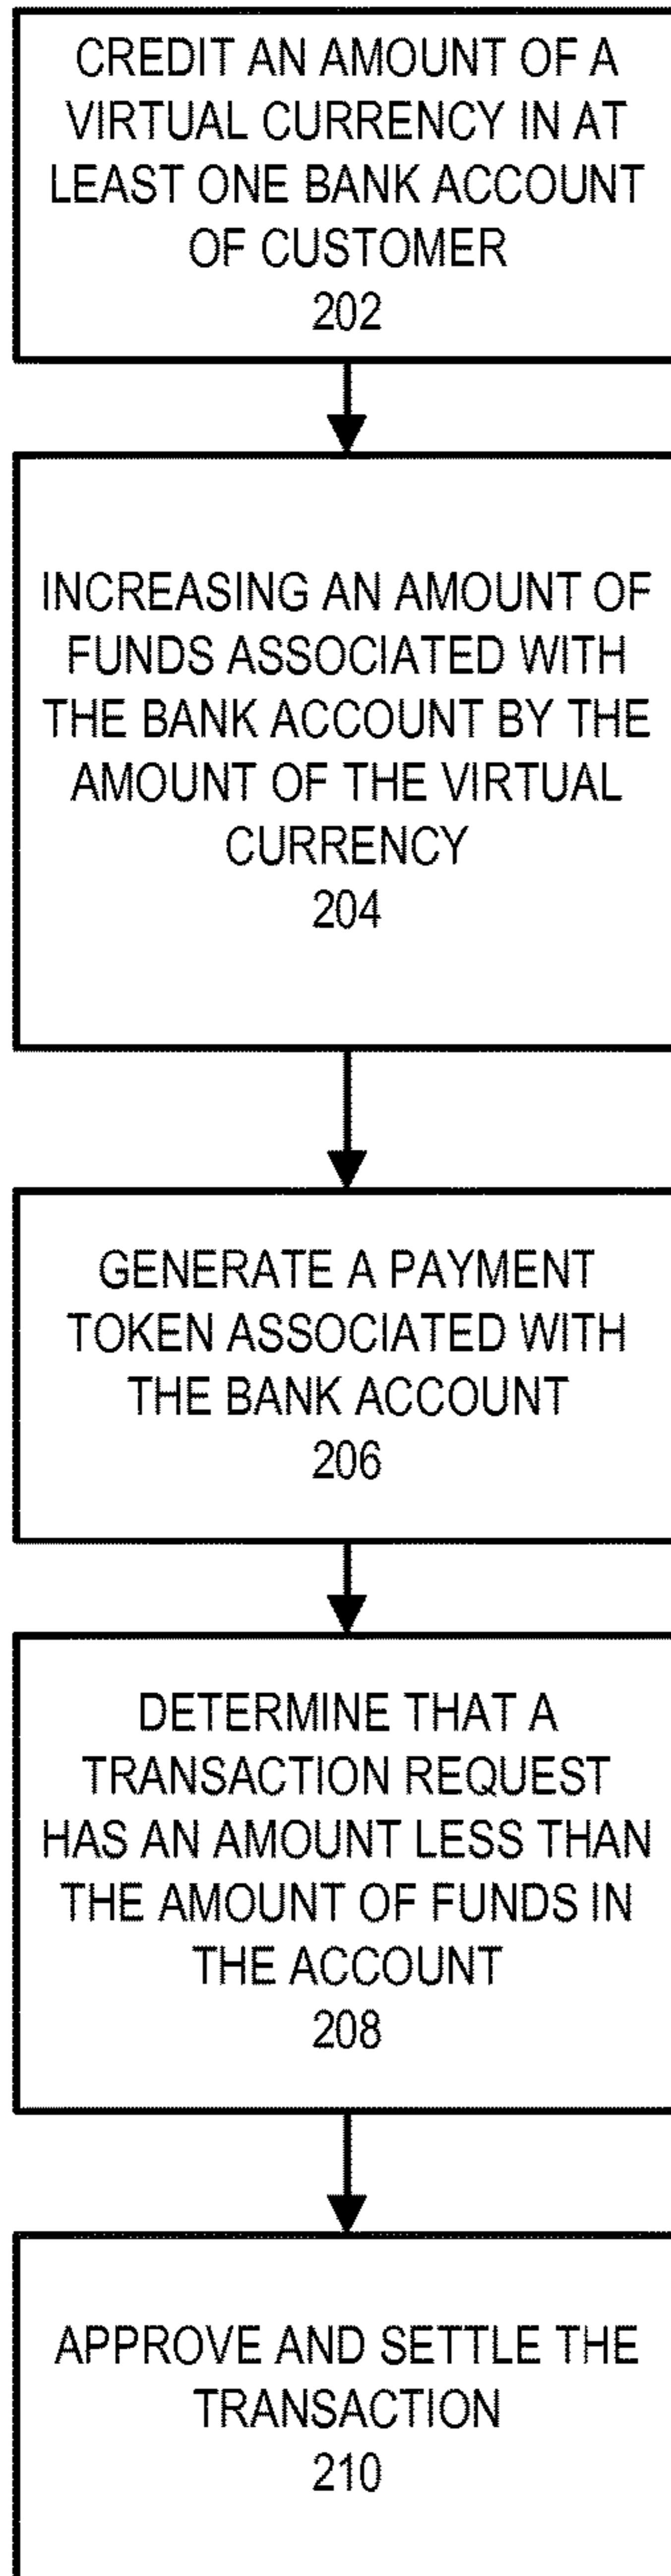 CREDIT AN AMOUNT OF A
VIRTUAL CURRENCY IN AT
LEAST ONE BANK ACCOUNT
OF CUSTOMER
202
INCREASING AN AMOUNT OF
FUNDS ASSOCIATED WITH
THE BANK ACCOUNT BY THE
AMOUNT OF THE VIRTUAL
CURRENCY
204
GENERATE A PAYMENT
TOKEN ASSOCIATED WITH
THE BANK ACCOUNT
206
DETERMINE THAT A
TRANSACTION REQUEST
HAS AN AMOUNT LESS THAN
THE AMOUNT OF FUNDS IN
THE ACCOUNT
208
APPROVE AND SETTLE THE
TRANSACTION
210